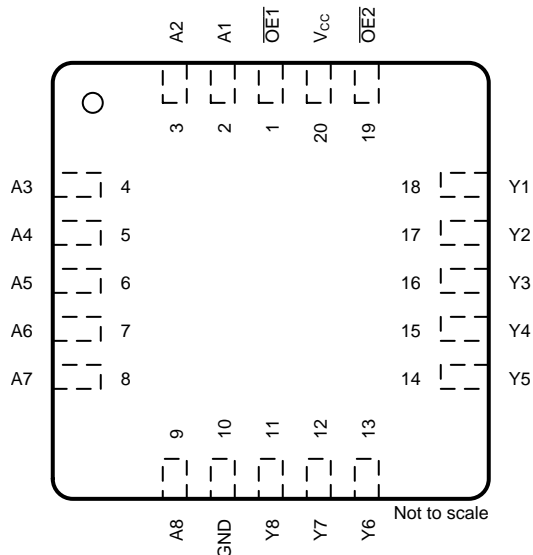 A2 A1 OE1 VCC OE2
3 2 1 20 19
A3 4 18 Y1
A4 5 17 Y2
A5 6 16 Y3
A6 7 15 Y4
A7 8 14 Y5
9 10 11 12 13
A8 GND Y8 Y7 Y6
Not to scale